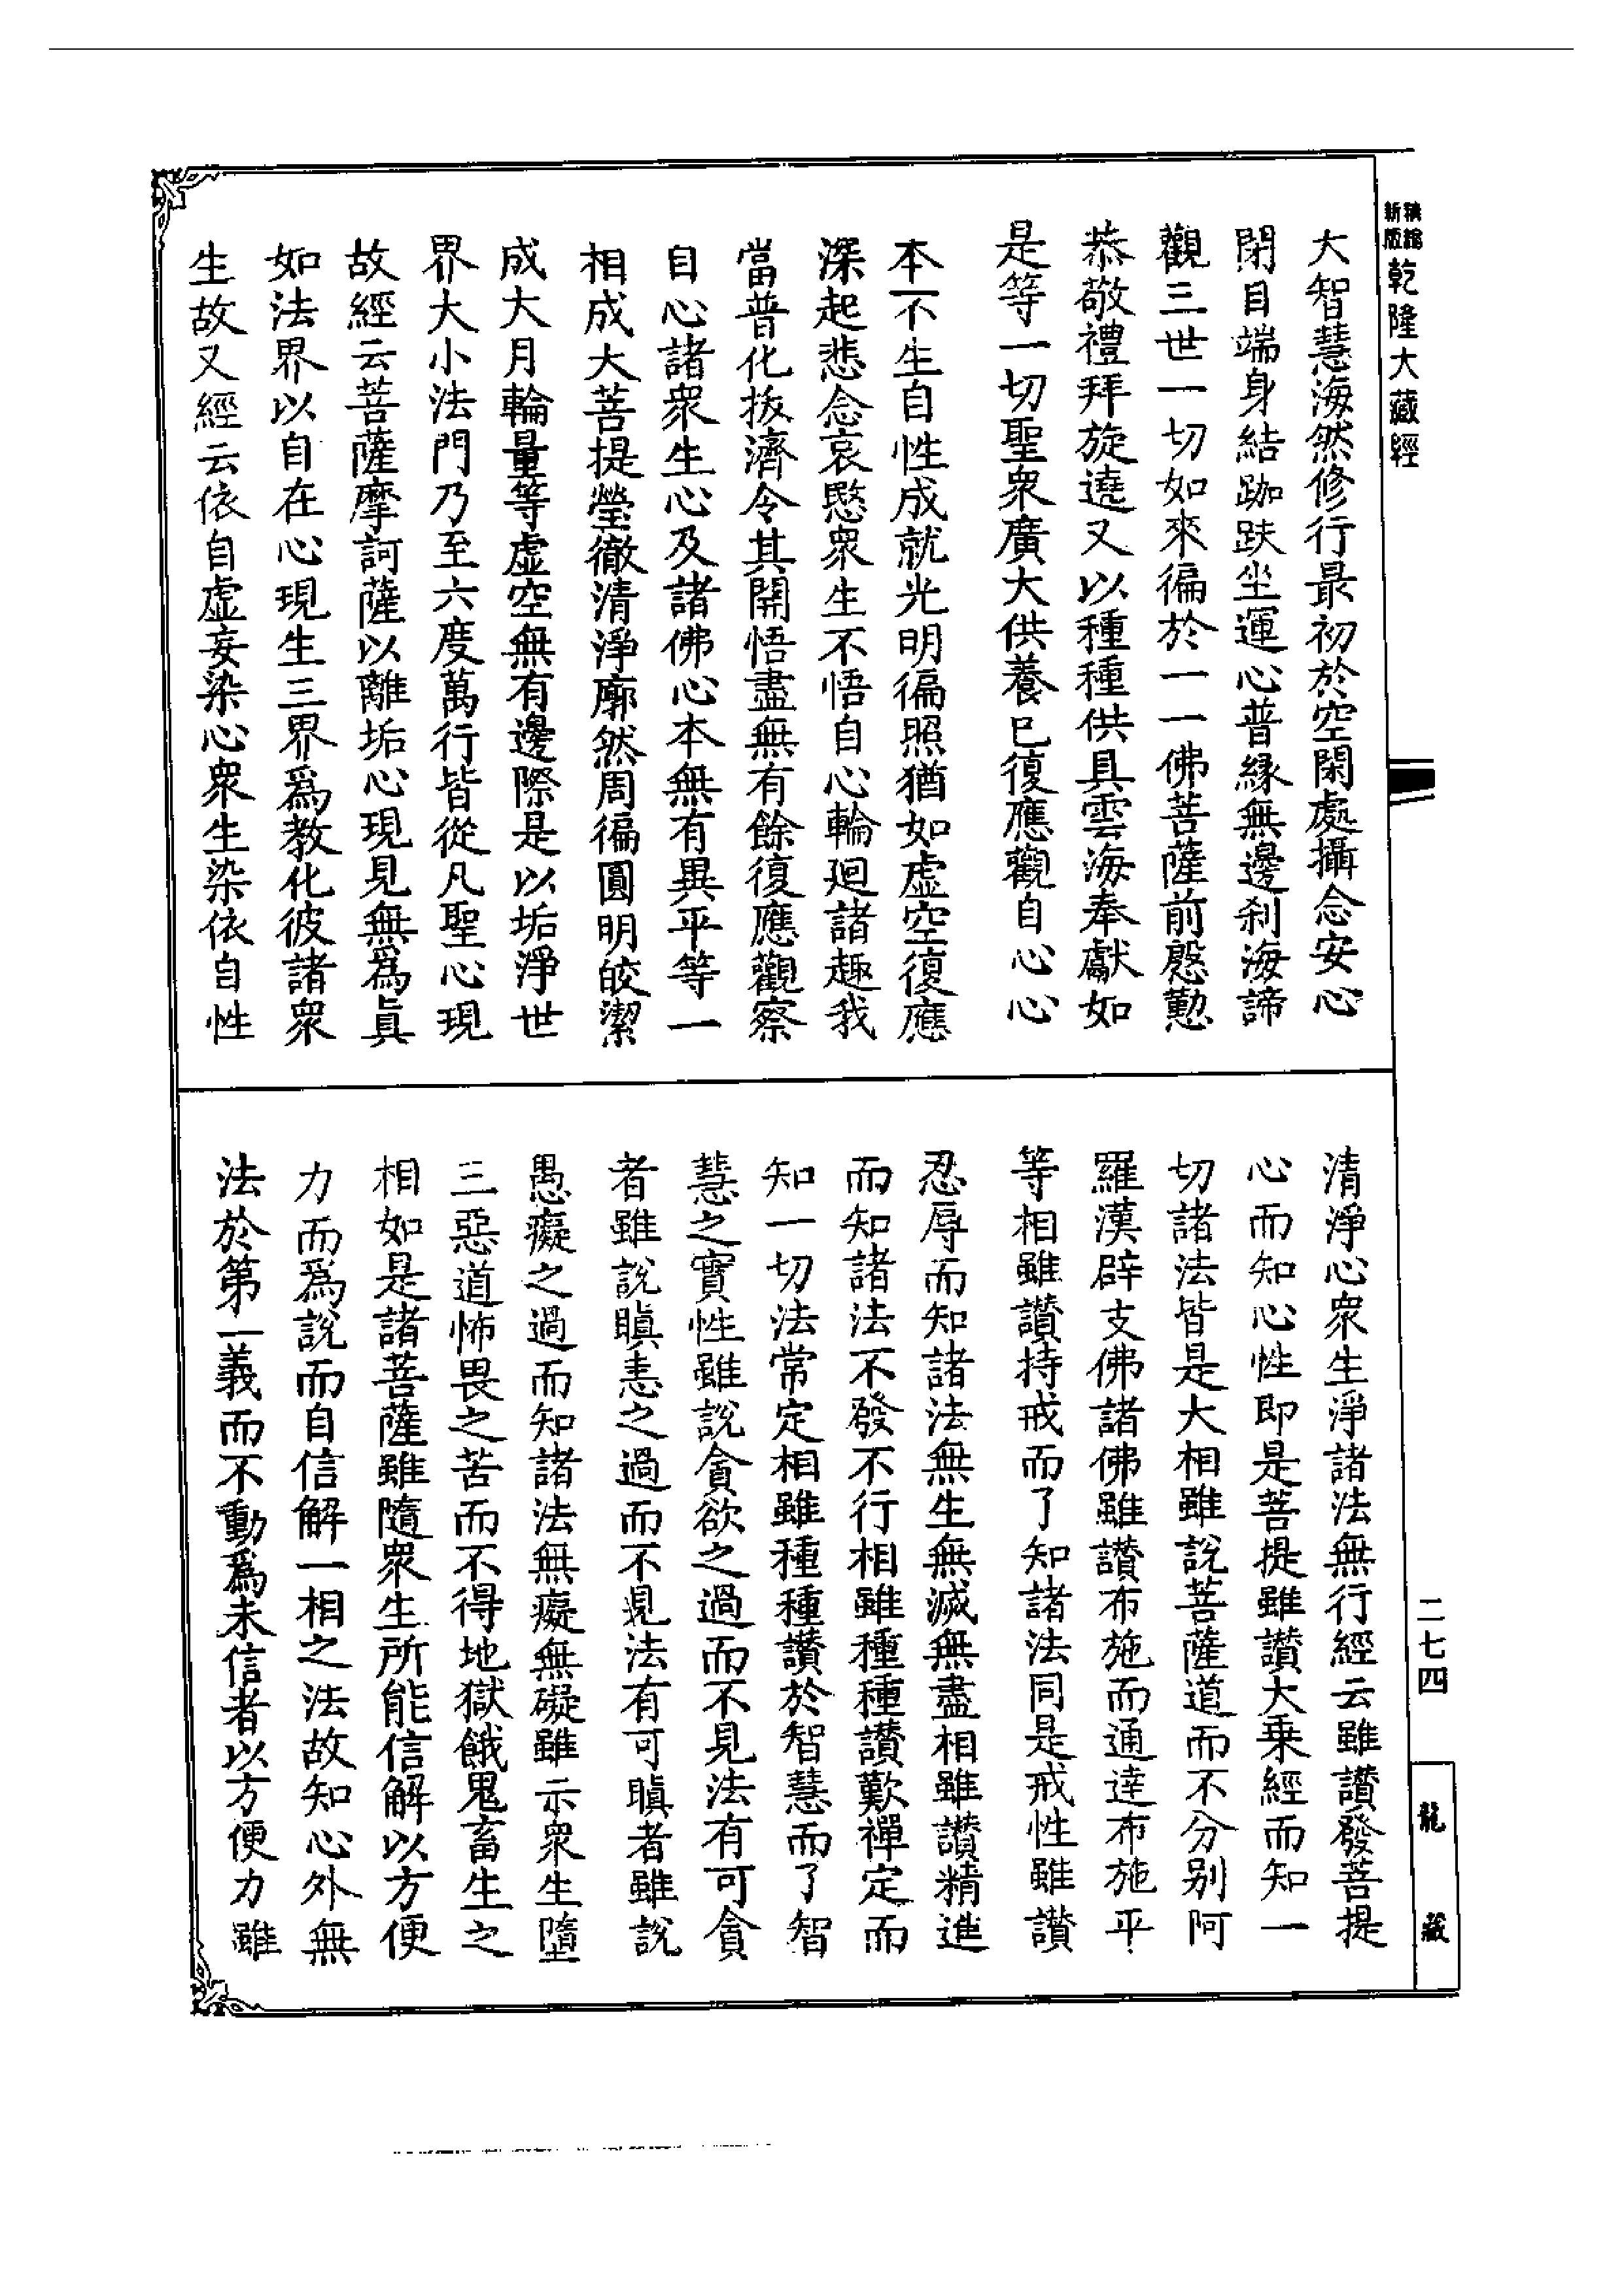 精縮新版乾隆大藏經
大智慧海然修行最初於空閑處攝念安心
閉目端身結跏趺坐運心普緣無邊刹海諦
觀三世一切如來徧於一一佛菩薩前慇懃
恭敬禮拜旋遶又以種種供具雲海奉獻如
是等一切聖衆廣大供養已復應觀自心心
本不生自性成就光明徧照猶如虛空復應
深起悲念哀愍衆生不悟自心輪迴諸趣我
當普化拔濟令其開悟盡無有餘復應觀察
自心諸衆生心及諸佛心本無有異平等一
相成大菩提瑩徹清淨廓然周徧圓明皎潔
成大月輪量等虛空無有邊際是以垢淨世
界大小法門乃至六度萬行皆從凡聖心現
故經云菩薩摩訶薩以離垢心現見無爲眞
如法界以自在心現生三界爲教化彼諸衆
生故又經云依自虛妄染心衆生染依自性
清淨心衆生淨諸法無行經云雖讚發菩提
心而知心性即是菩提雖讚大乘經而知一
切諸法皆是大相雖說菩薩道而不分別阿
羅漢辟支佛諸佛雖讚布施而通達布施平
等相雖讚持戒而了知諸法同是戒性雖讚
忍辱而知諸法無生無滅無盡相雖讚精進
而知諸法不發不行相雖種種讚歎禪定而
知一切法常定相雖種種讚於智慧而了智
慧之實性雖說貪欲之過而不見法有可貪
者雖說瞋恚之過而不見法有可瞋者雖說
愚癡之過而知諸法無癡無礙雖示衆生墮
三惡道怖畏之苦而不得地獄餓鬼畜生之
相如是諸菩薩雖隨衆生所能信解以方便
力而爲說而自信解一相之法故知心外無
法於第一義而不動爲未信者以方便力雖
二七四
龍藏